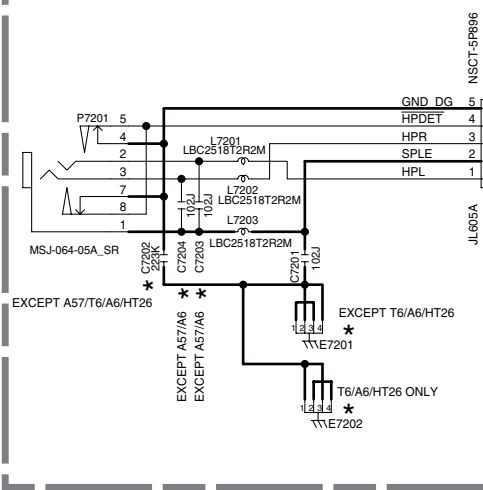 NSCT-5P896
GND_DG 5
HPDET 4
HPR 3
SPLE 2
HPL 1
JL605A
P7201
5
4
2
3
7
8
1
MSJ-064-05A_SR
L7201
LBC2518T2R2M
L7202
LBC2518T2R2M
L7203
LBC2518T2R2M
102J
102J
C7202
223K
C7204
C7203
C7201
102J
*
*
*
EXCEPT A57/T6/A6/HT26
EXCEPT A57/A6
EXCEPT A57/A6
EXCEPT T6/A6/HT26
1 2 3 4
*
E7201
T6/A6/HT26 ONLY
1 2 3 4
*
E7202